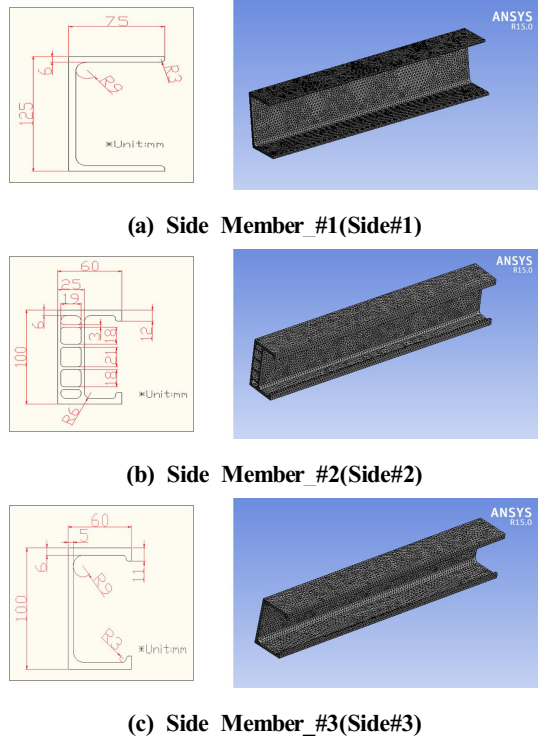 75
6
R9
R3
125
*Unit:mm
ANSYS
R15.0
(a) Side Member_#1(Side#1)
60
25
19
6
12
3
18
21
18
100
R6
*Unit:mm
ANSYS
R15.0
(b) Side Member_#2(Side#2)
60
5
6
11
R9
100
R3
*Unit:mm
ANSYS
R15.0
(c) Side Member_#3(Side#3)